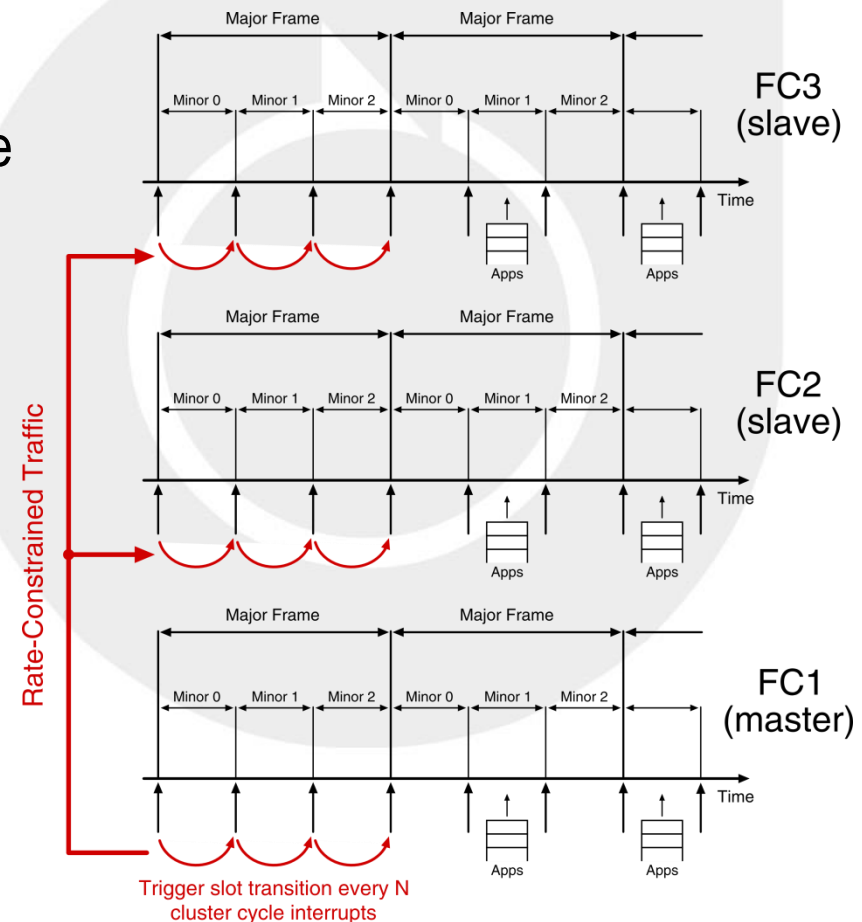 Major Frame Major Frame
Minor 0 Minor 1 Minor 2 Minor 0 Minor 1 Minor 2
FC3
(slave)
Time
Apps Apps
Major Frame Major Frame
Minor 0 Minor 1 Minor 2 Minor 0 Minor 1 Minor 2
FC2
(slave)
Time
Apps Apps
Rate-Constrained Traffic
Major Frame Major Frame
Minor 0 Minor 1 Minor 2 Minor 0 Minor 1 Minor 2
FC1
(master)
Time
Apps Apps
Trigger slot transition every N
cluster cycle interrupts